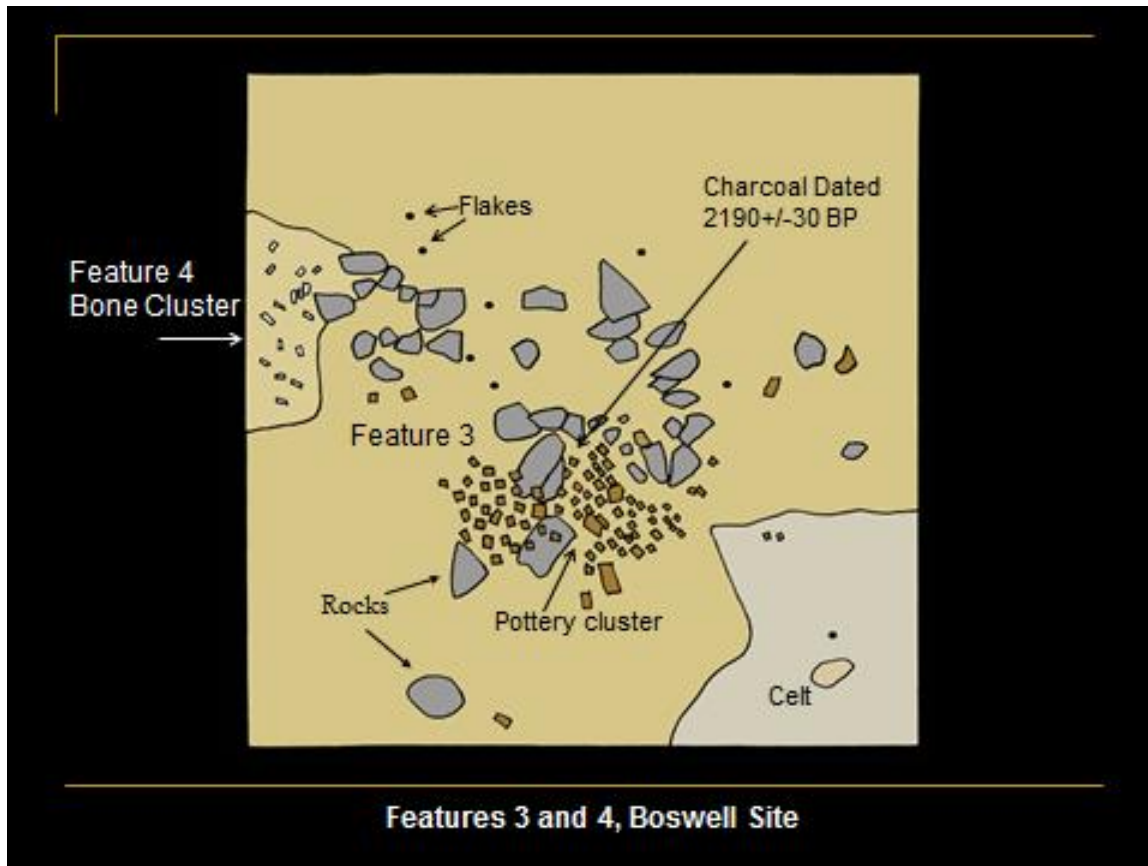 Charcoal Dated
2190+/-30 BP
Flakes
Feature 4
Bone Cluster
Feature 3
Rocks
Pottery cluster
Celt
Features 3 and 4, Boswell Site